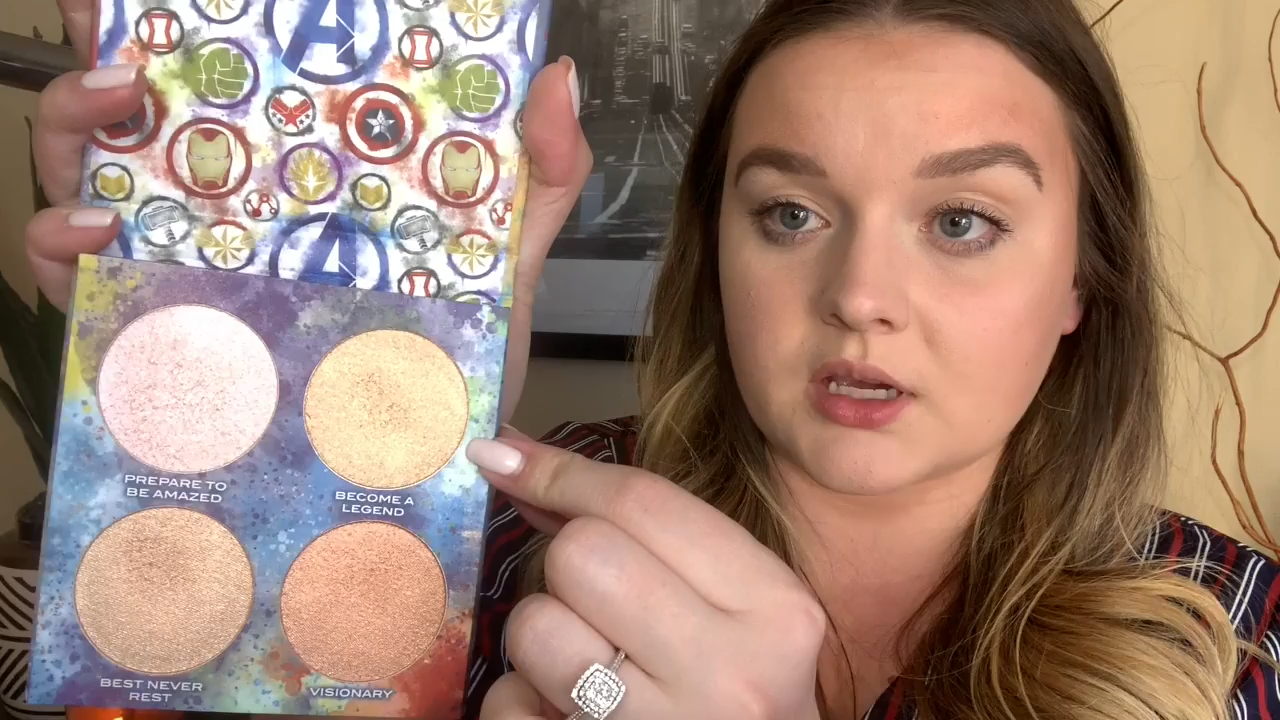 PREPARE TO
BE AMAZED
BECOME A
LEGEND
BEST NEVER
REST
VISIONARY